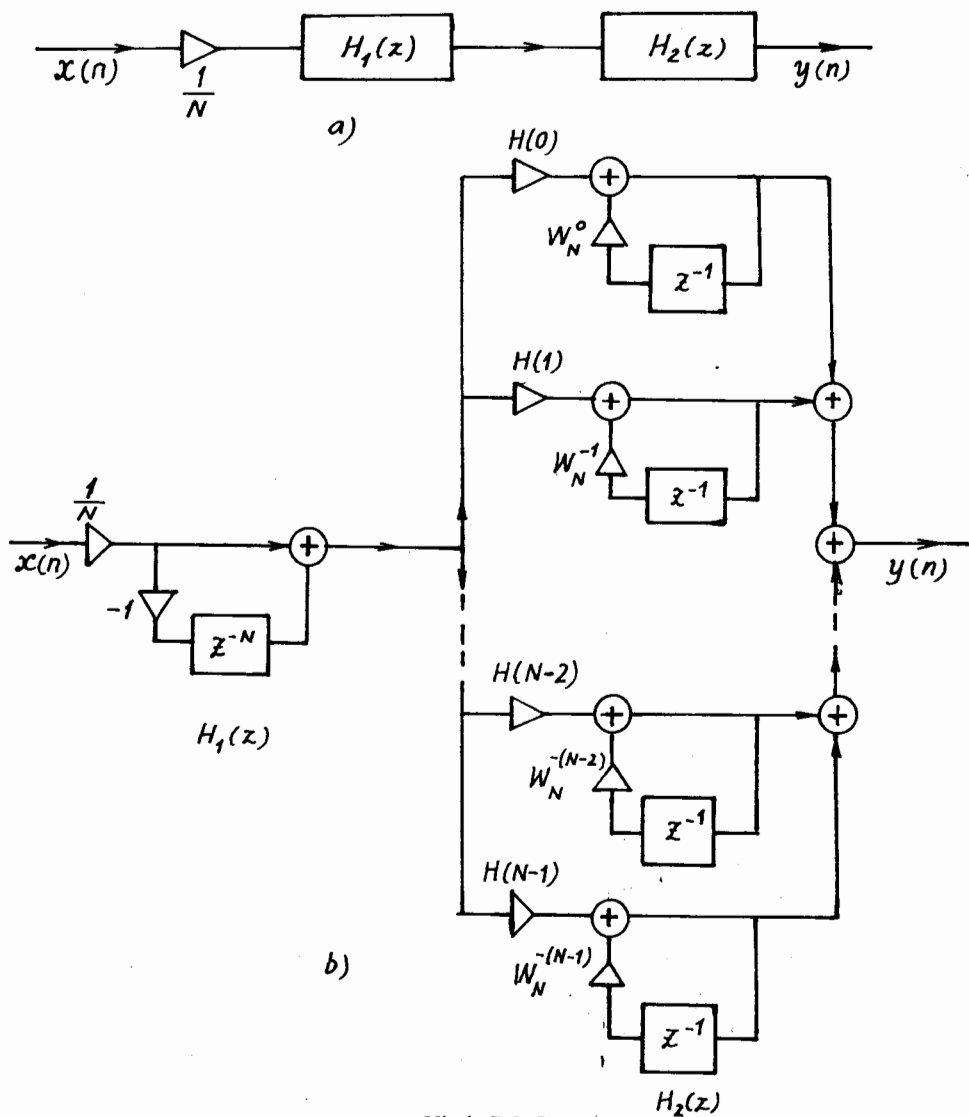 x(n)
1/N
H₁(z)
H₂(z)
y(n)
a)
H(0)
+
W_N^0
z⁻¹
H(1)
+
+
W_N^-1
z⁻¹
1/N
x(n)
+
+
y(n)
-1
z^-N
H₁(z)
H(N-2)
+
+
W_N^-(N-2)
z⁻¹
H(N-1)
+
W_N^-(N-1)
b)
z⁻¹
H₂(z)